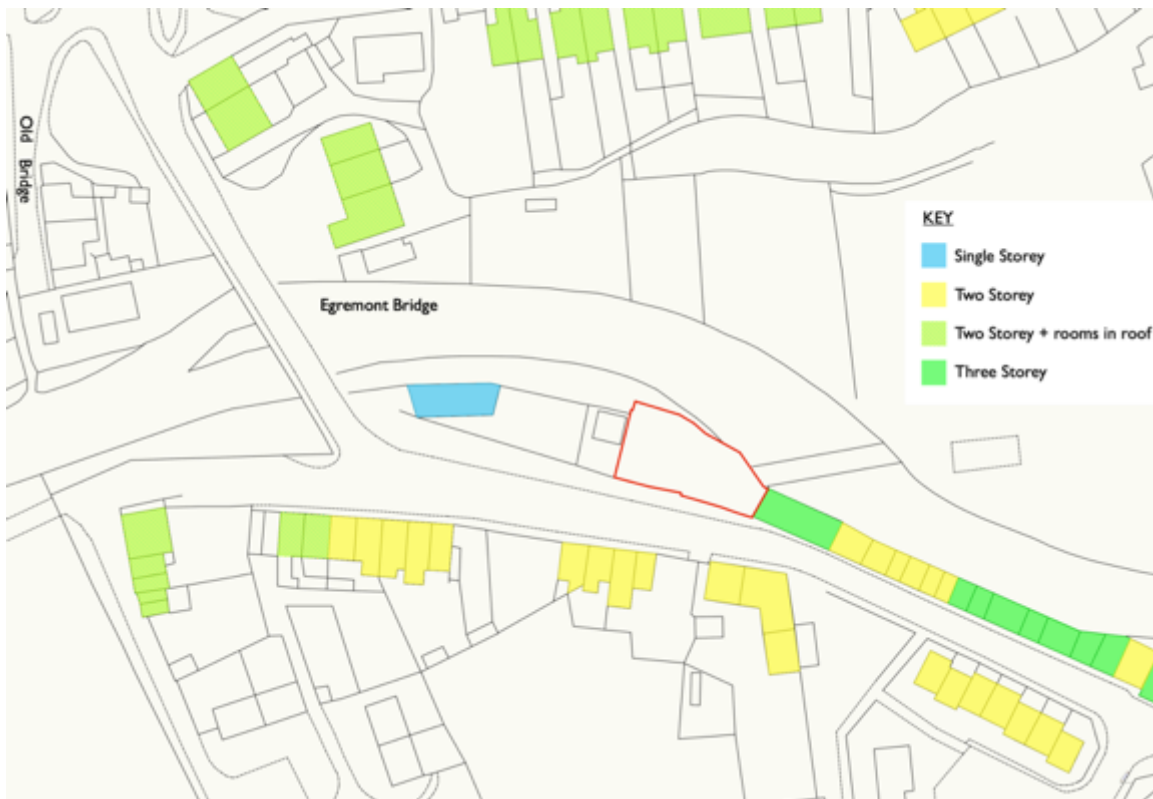 Old Bridge
Egremont Bridge
KEY
Single Storey
Two Storey
Two Storey + rooms in roof
Three Storey